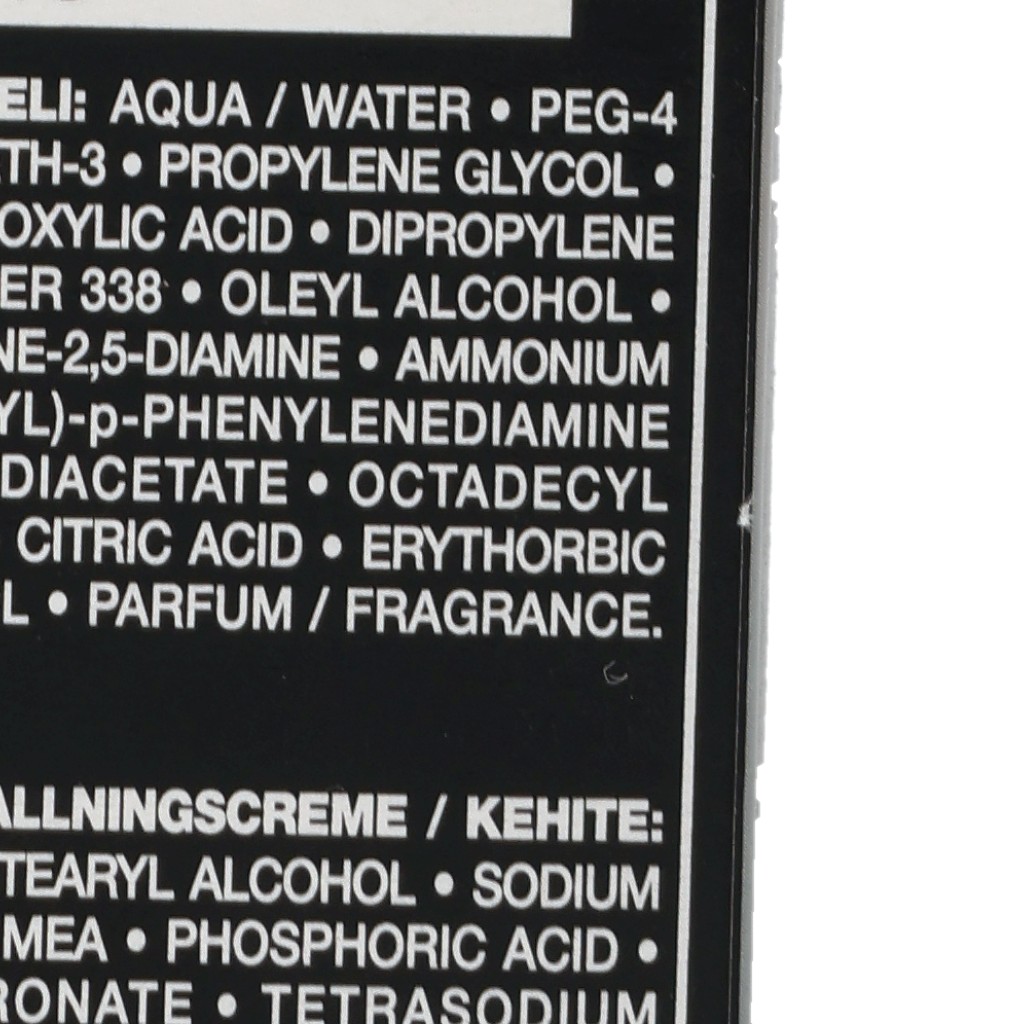 ELI: AQUA / WATER • PEG-4
TH-3 • PROPYLENE GLYCOL •
OXYLIC ACID • DIPROPYLENE
ER 338 • OLEYL ALCOHOL •
NE-2,5-DIAMINE • AMMONIUM
YL)-p-PHENYLENEDIAMINE
DIACETATE • OCTADECYL
CITRIC ACID • ERYTHORBIC
L • PARFUM / FRAGRANCE.
ALLNINGSCREME / KEHITE:
TEARYL ALCOHOL • SODIUM
MEA • PHOSPHORIC ACID •
RONATE • TETRASODIUM